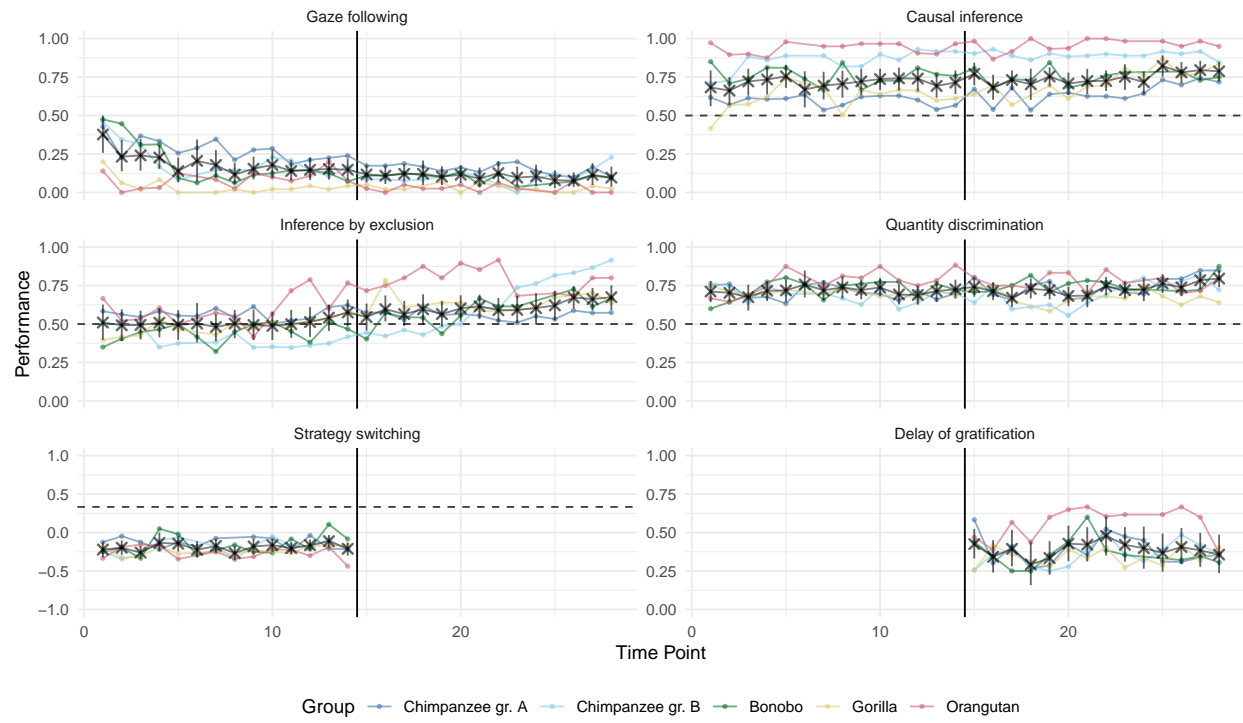 Gaze following Causal inference
1.00 1.00
0.75 0.75
0.50 0.50
0.25 0.25
0.00 0.00
Inference by exclusion Quantity discrimination
1.00 1.00
0.75 0.75
0.50 0.50
0.25 0.25
0.00 0.00
Performance
Strategy switching Delay of gratification
1.0 1.00
0.5 0.75
0.0 0.50
−0.5 0.25
−1.0 0.00
0 10 20 0 10 20
Time Point
Group Chimpanzee gr. A Chimpanzee gr. B Bonobo Gorilla Orangutan